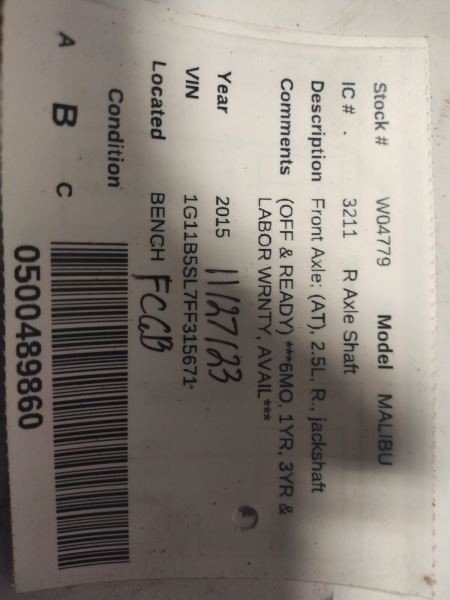 Stock # W04779 Model MALIBU
IC # . 3211 R Axle Shaft
Description Front Axle; (AT), 2.5L, R., jackshaft
Comments (OFF & READY) ***6MO, 1YR, 3YR &
LABOR WRNTY, AVAIL***
Year 2015 11/27/23
VIN 1G11B5SL7FF315671
Located BENCH FCGB
Condition
A B C
0500489860